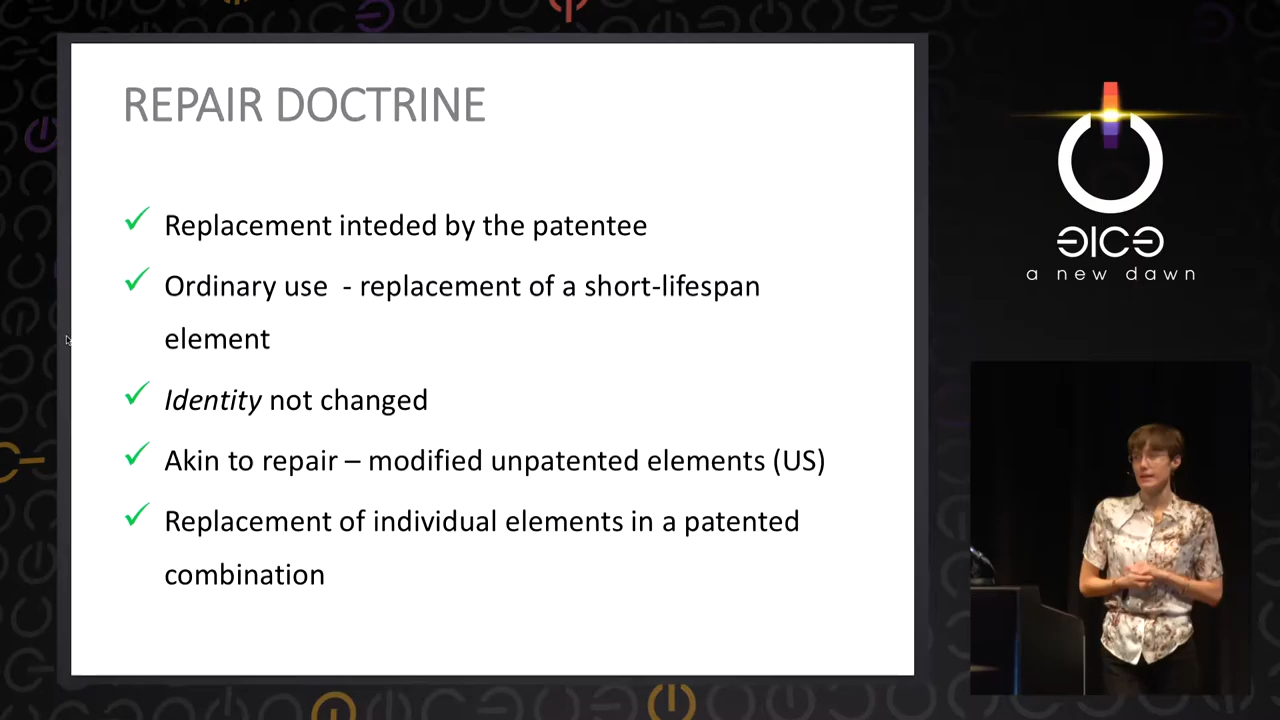 REPAIR DOCTRINE
Replacement inteded by the patentee
Ordinary use - replacement of a short-lifespan
element
Identity not changed
Akin to repair – modified unpatented elements (US)
Replacement of individual elements in a patented
combination
a new dawn